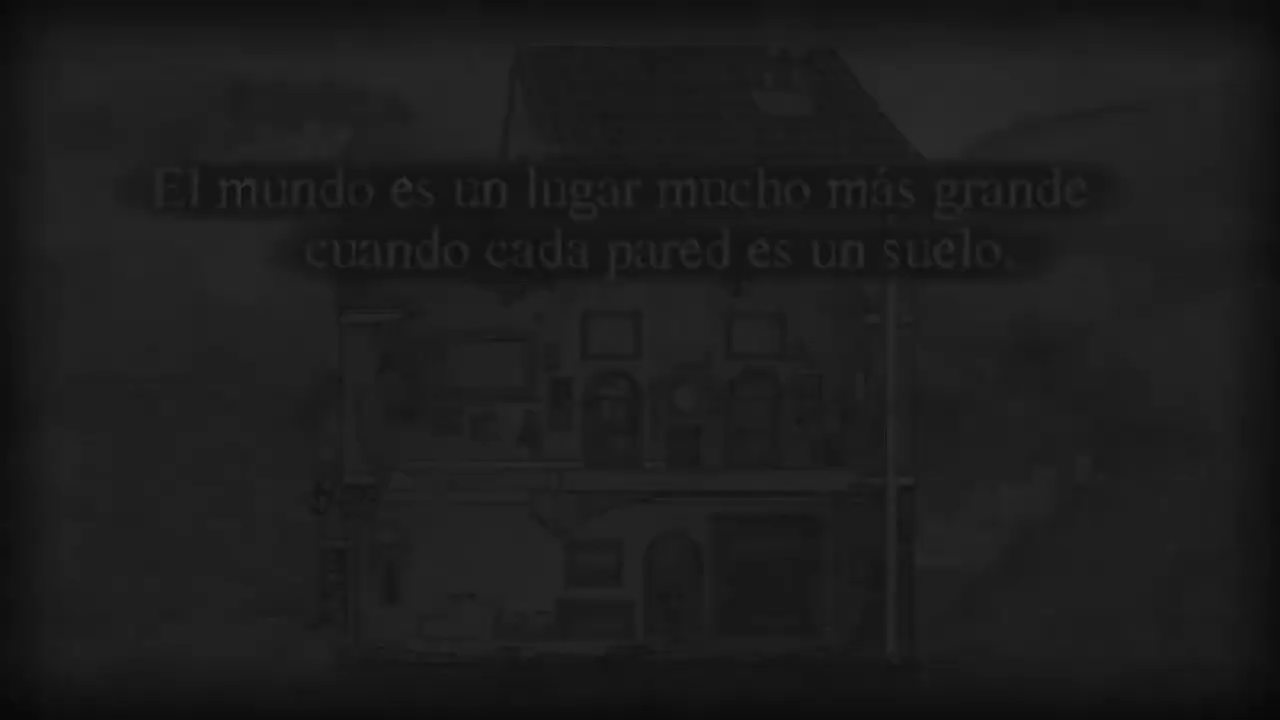 El mundo es un lugar mucho más grande
cuando cada pared es un suelo.